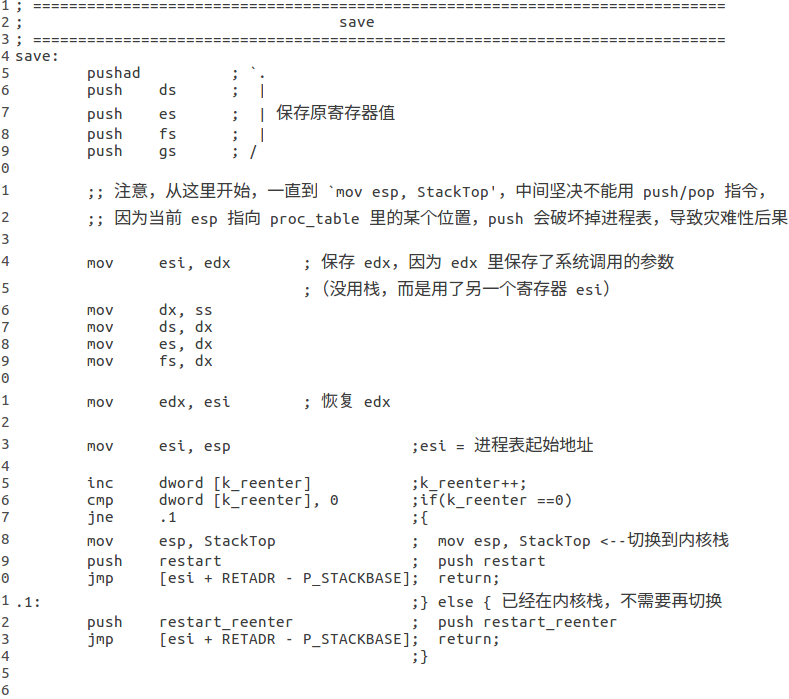 1 ; =============================================================================
2 ;                                   save
3 ; =============================================================================
4 save:
5         pushad          ; `.
6         push    ds      ;  |
7         push    es      ;  | 保存原寄存器值
8         push    fs      ;  |
9         push    gs      ; /
0
1         ;; 注意，从这里开始，一直到 `mov esp, StackTop'，中间坚决不能用 push/pop 指令，
2         ;; 因为当前 esp 指向 proc_table 里的某个位置，push 会破坏掉进程表，导致灾难性后果
3
4         mov     esi, edx        ; 保存 edx，因为 edx 里保存了系统调用的参数
5                                 ;（没用栈，而是用了另一个寄存器 esi）
6         mov     dx, ss
7         mov     ds, dx
8         mov     es, dx
9         mov     fs, dx
0
1         mov     edx, esi        ; 恢复 edx
2
3         mov     esi, esp                    ;esi = 进程表起始地址
4
5         inc     dword [k_reenter]           ;k_reenter++;
6         cmp     dword [k_reenter], 0        ;if(k_reenter ==0)
7         jne     .1                          ;{
8         mov     esp, StackTop               ;  mov esp, StackTop <--切换到内核栈
9         push    restart                     ;  push restart
0         jmp     [esi + RETADR - P_STACKBASE];  return;
1 .1:                                         ;} else { 已经在内核栈，不需要再切换
2         push    restart_reenter             ;  push restart_reenter
3         jmp     [esi + RETADR - P_STACKBASE];  return;
4                                             ;}
5
6